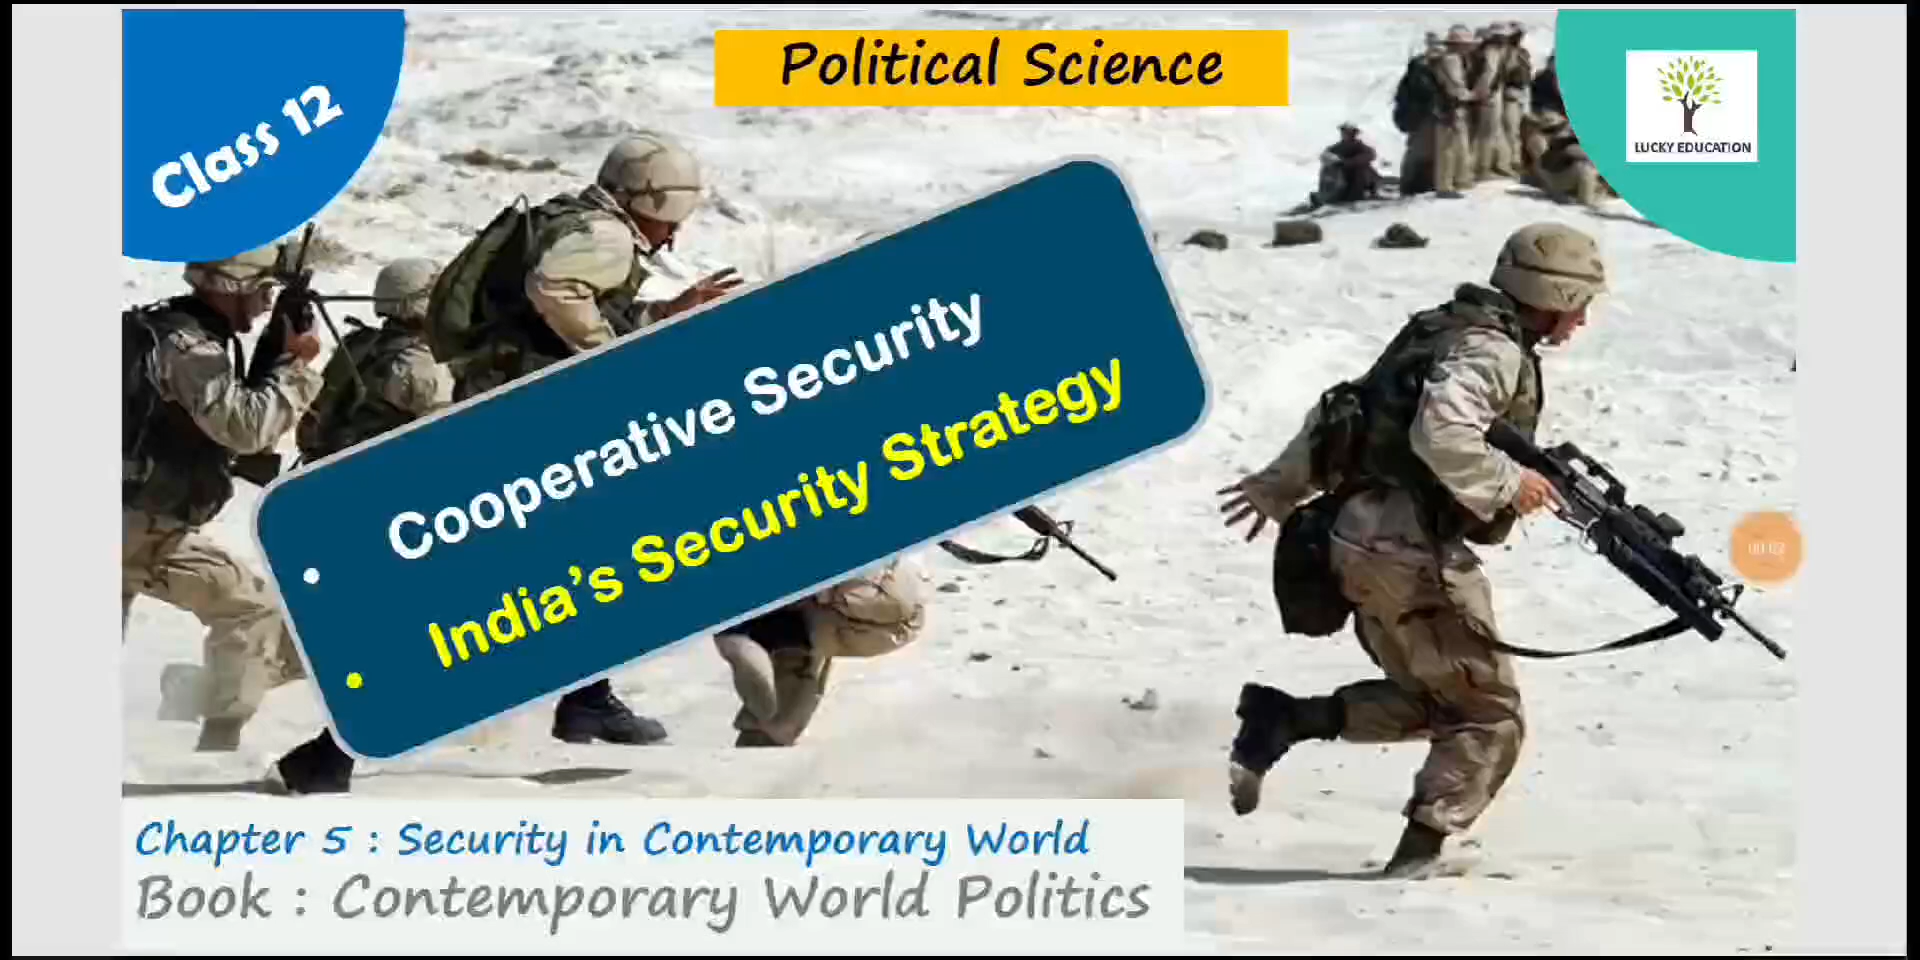 Class 12
Political Science
LUCKY EDUCATION
• Cooperative Security
• India's Security Strategy
Chapter 5 : Security in Contemporary World
Book : Contemporary World Politics